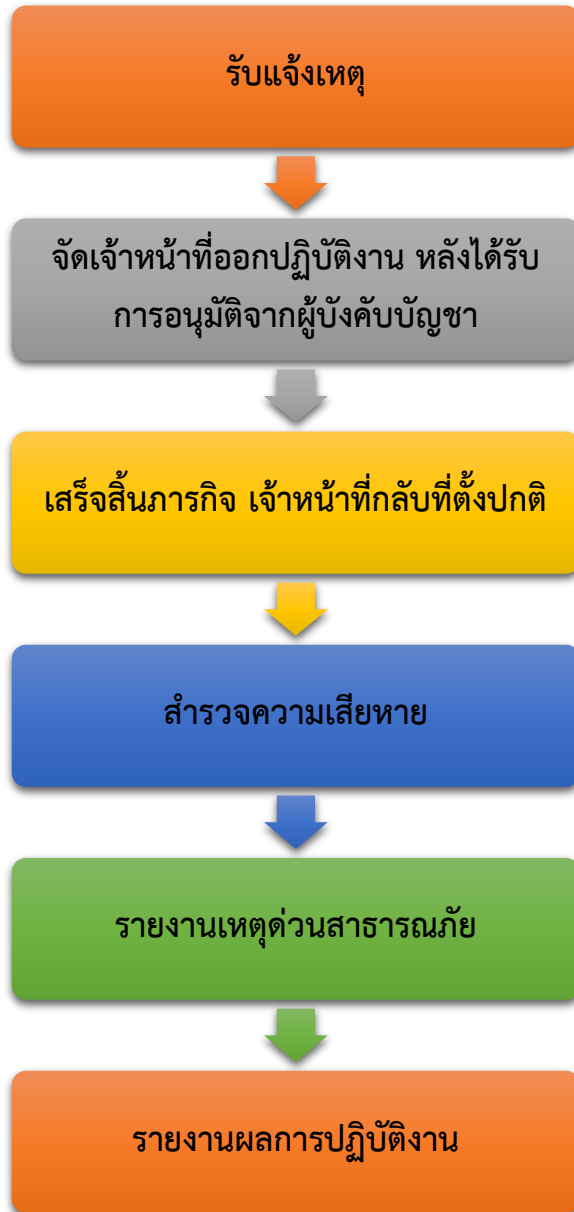 รับแจ้งเหตุ
จัดเจ้าหน้าที่ออกปฏิบัติงาน หลังได้รับ
การอนุมัติจากผู้บังคับบัญชา
เสร็จสิ้นภารกิจ เจ้าหน้าที่กลับที่ตั้งปกติ
สำรวจความเสียหาย
รายงานเหตุด่วนสาธารณภัย
รายงานผลการปฏิบัติงาน